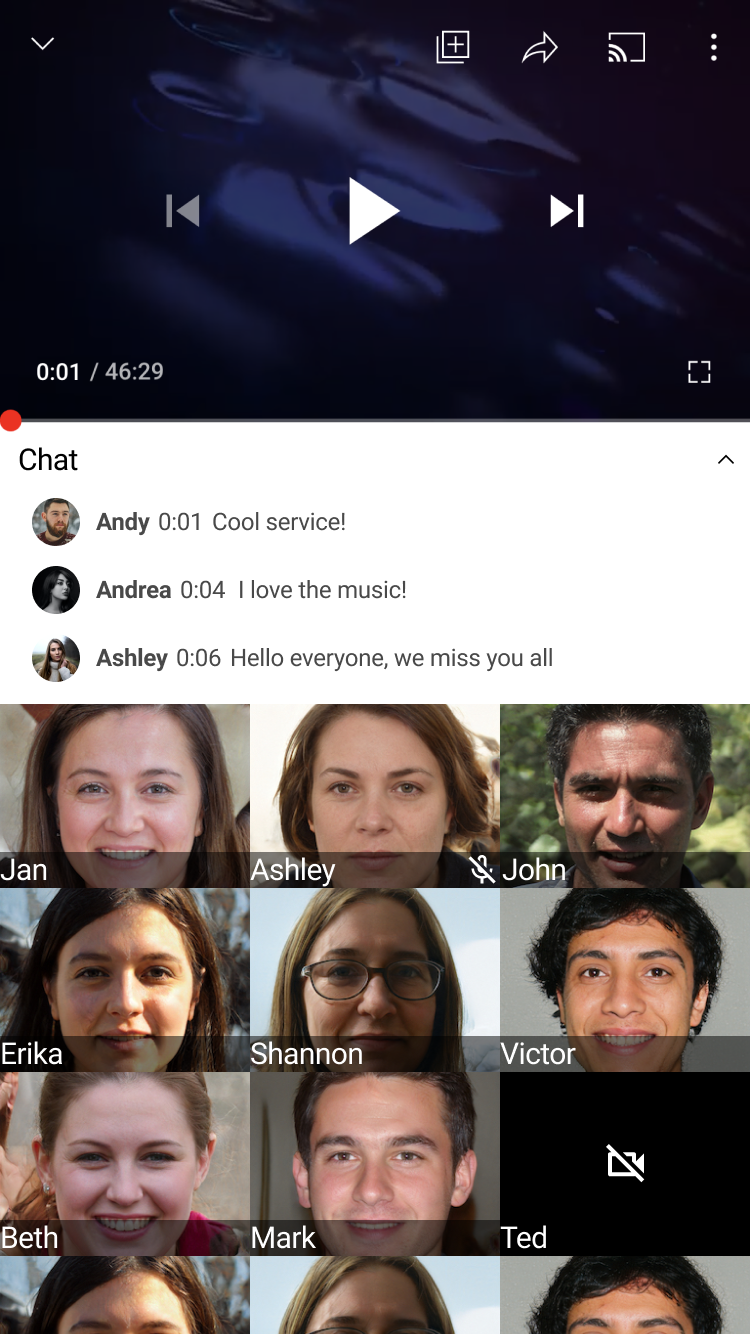 0:01 / 46:29
Chat
Andy 0:01 Cool service!
Andrea 0:04 I love the music!
Ashley 0:06 Hello everyone, we miss you all
Jan
Ashley
John
Erika
Shannon
Victor
Beth
Mark
Ted